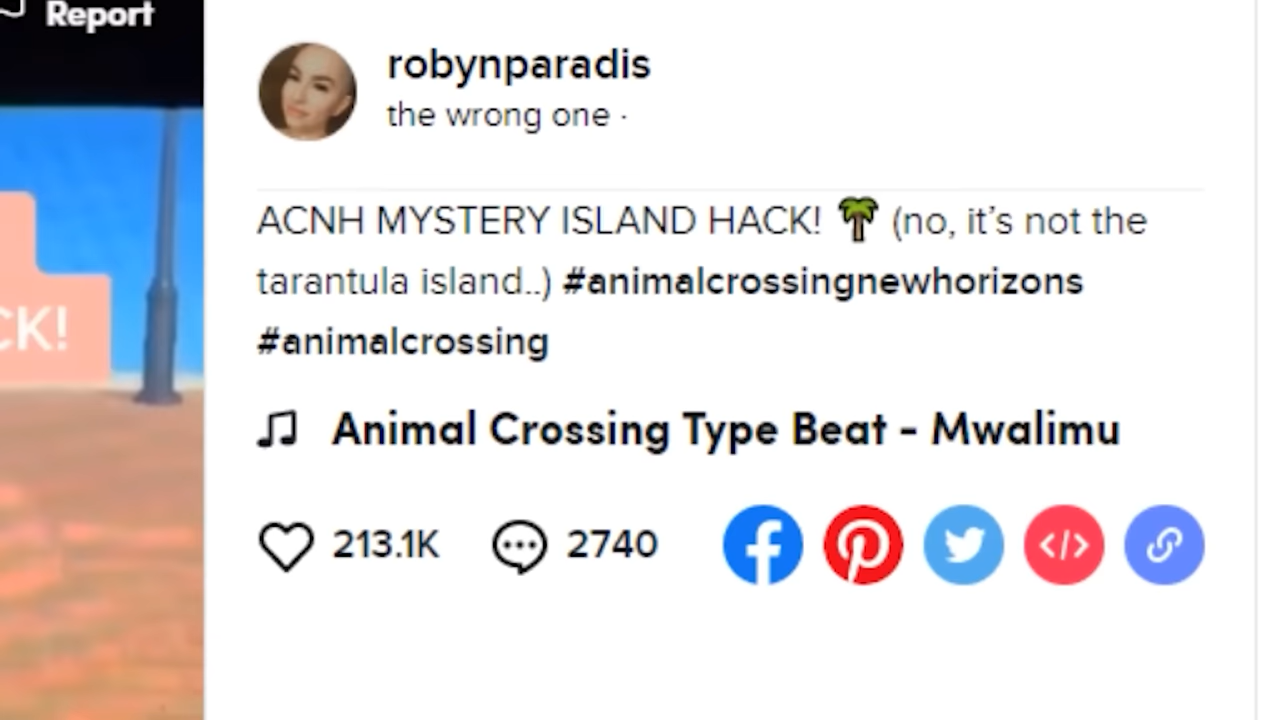 Report
robynparadis
the wrong one ·
ACNH MYSTERY ISLAND HACK! 🌴 (no, it’s not the
tarantula island..) #animalcrossingnewhorizons
#animalcrossing
CK!
Animal Crossing Type Beat - Mwalimu
213.1K 2740